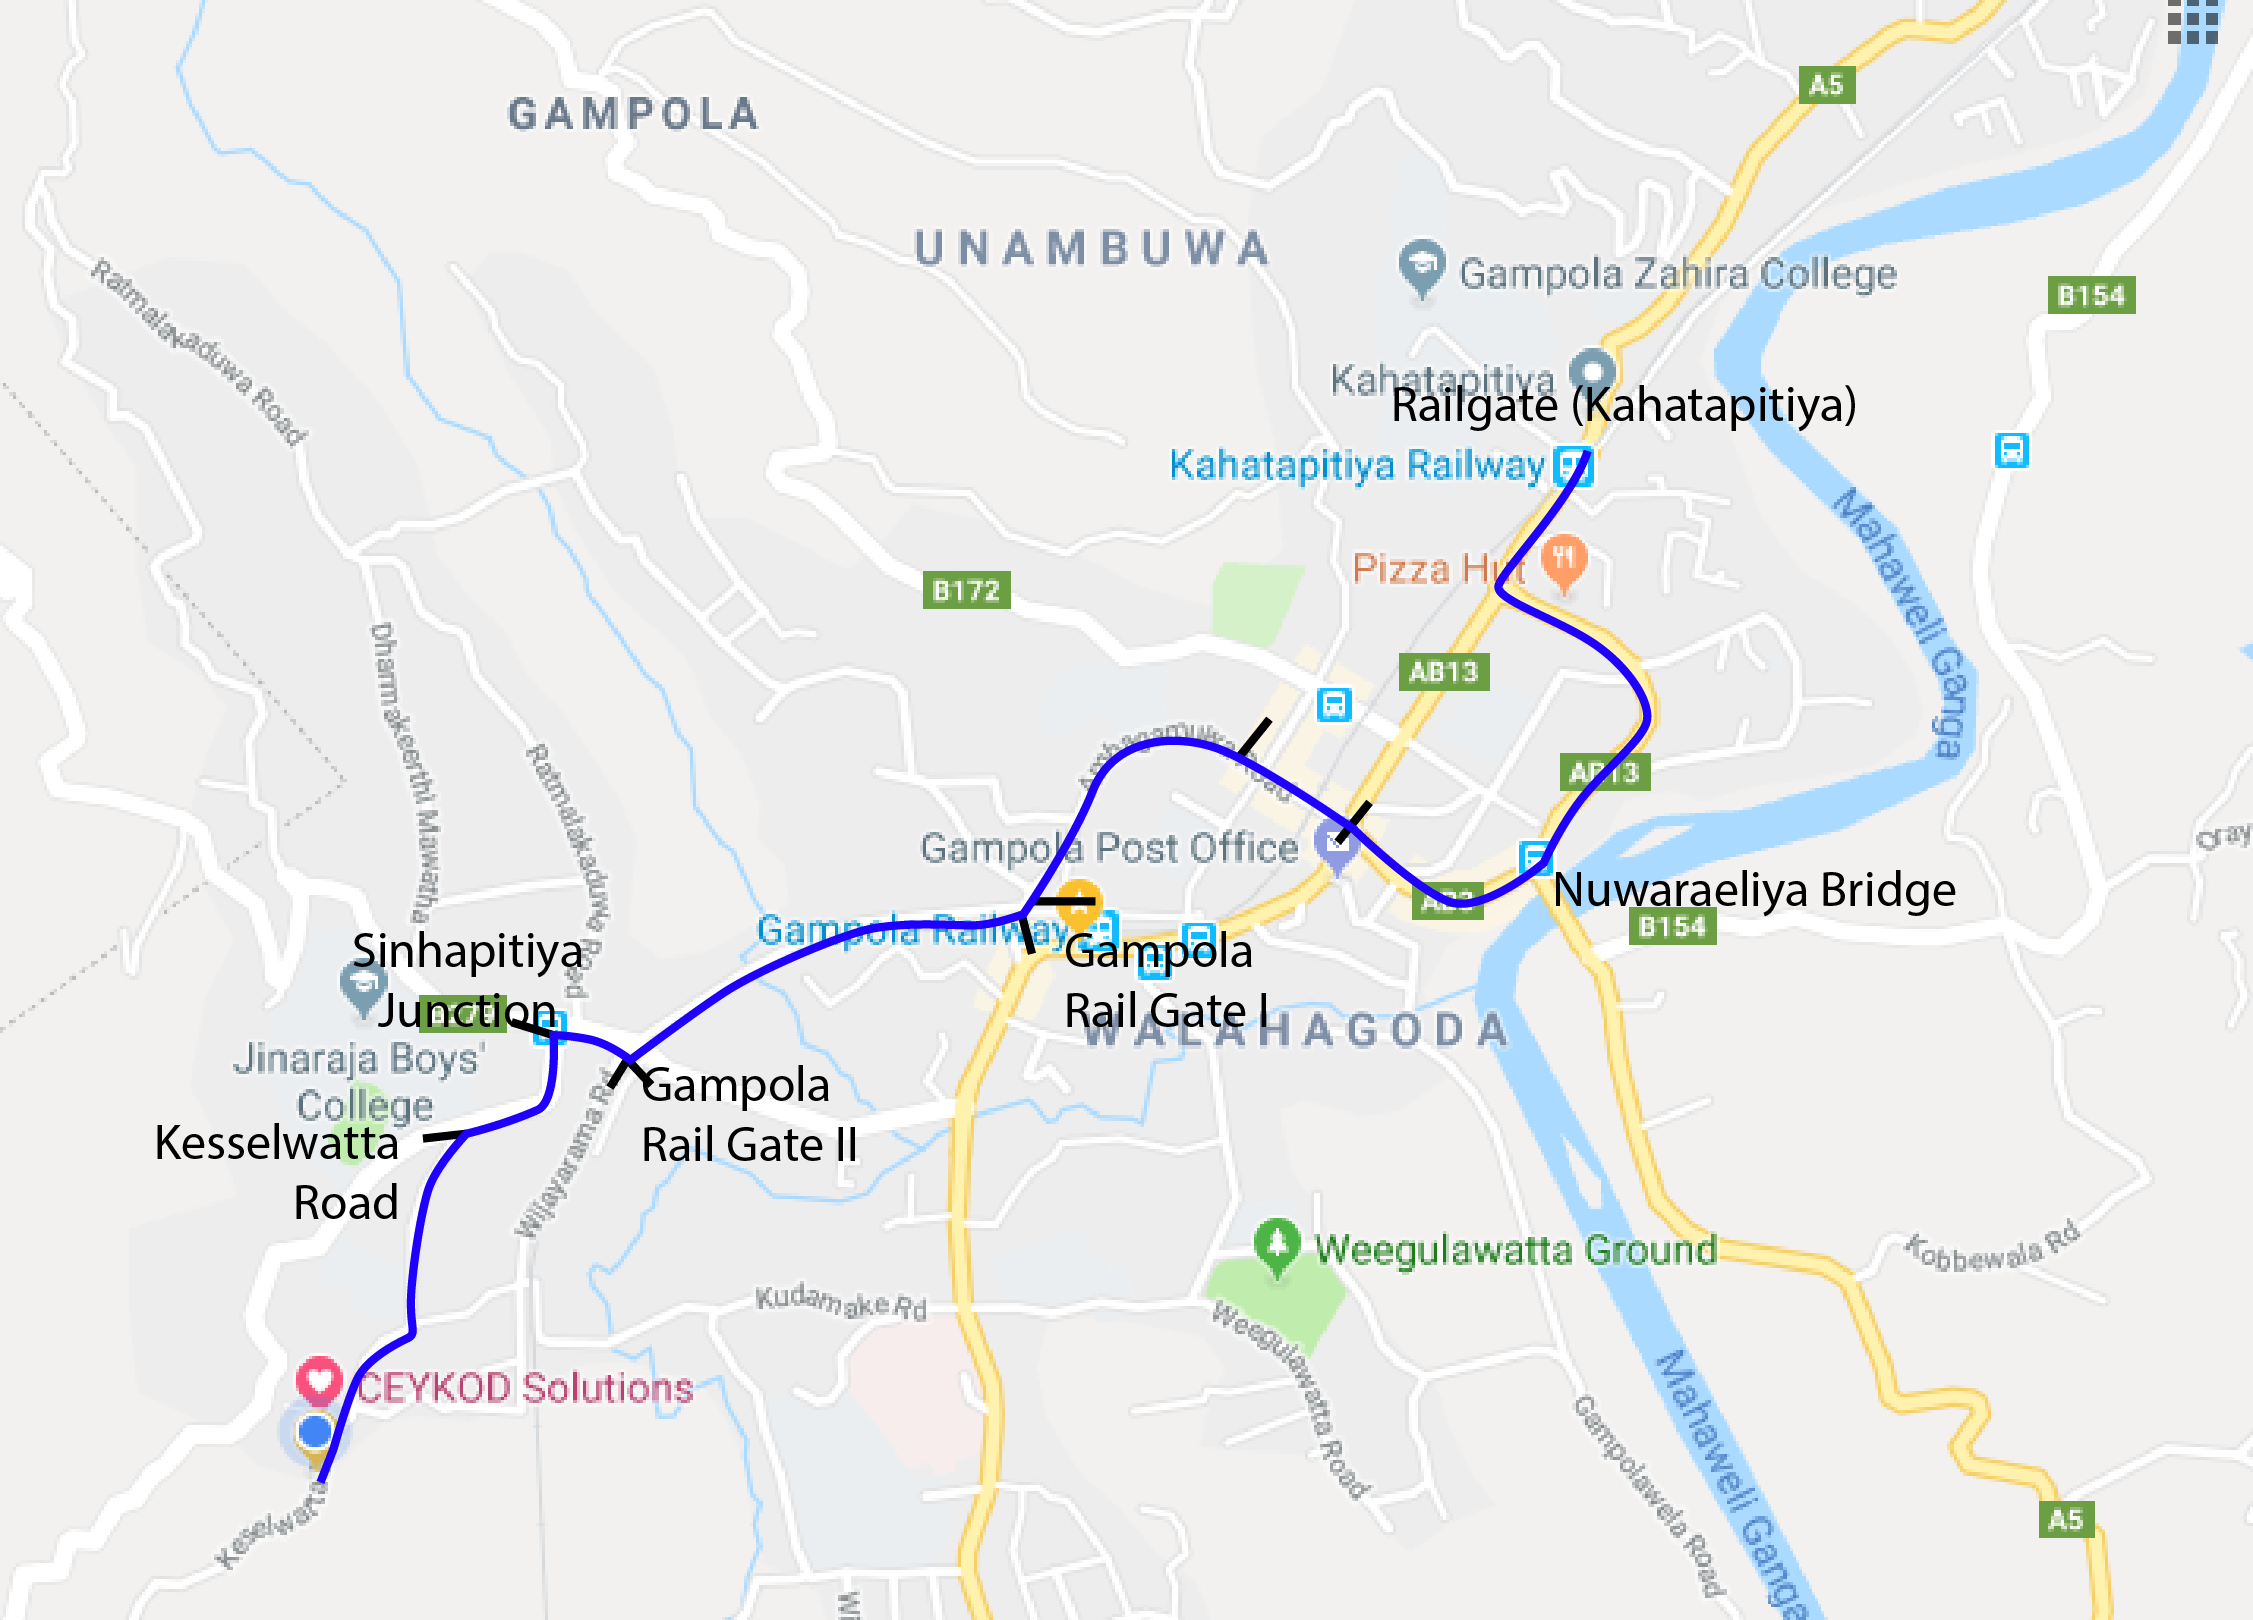 A5
GAMPOLA
UNAMBUWA
Gampola Zahira College
B154
Ratmalakaduwa Road
Kahatapitiya
Railgate (Kahatapitiya)
Kahatapitiya Railway
Mahaweli Ganga
Pizza Hut
B172
Dharmakeerthi Mawatha
AB13
Ratmalakaduwa Road
Ambagamuwa Road
AB13
Gampola Post Office
Nuwaraeliya Bridge
B154
Gampola Railway
Sinhapitiya
Junction
Gampola
Rail Gate I
WALAHAGODA
Jinaraja Boys'
College
Gampola
Rail Gate II
Kesselwatta
Road
Wijayarama Rd
Weegulawatta Ground
Kobbewala Rd
Kudamake Rd
Weegulawatta Road
CEYKOD Solutions
Mahaweli Ganga
Gampolawela Road
A5